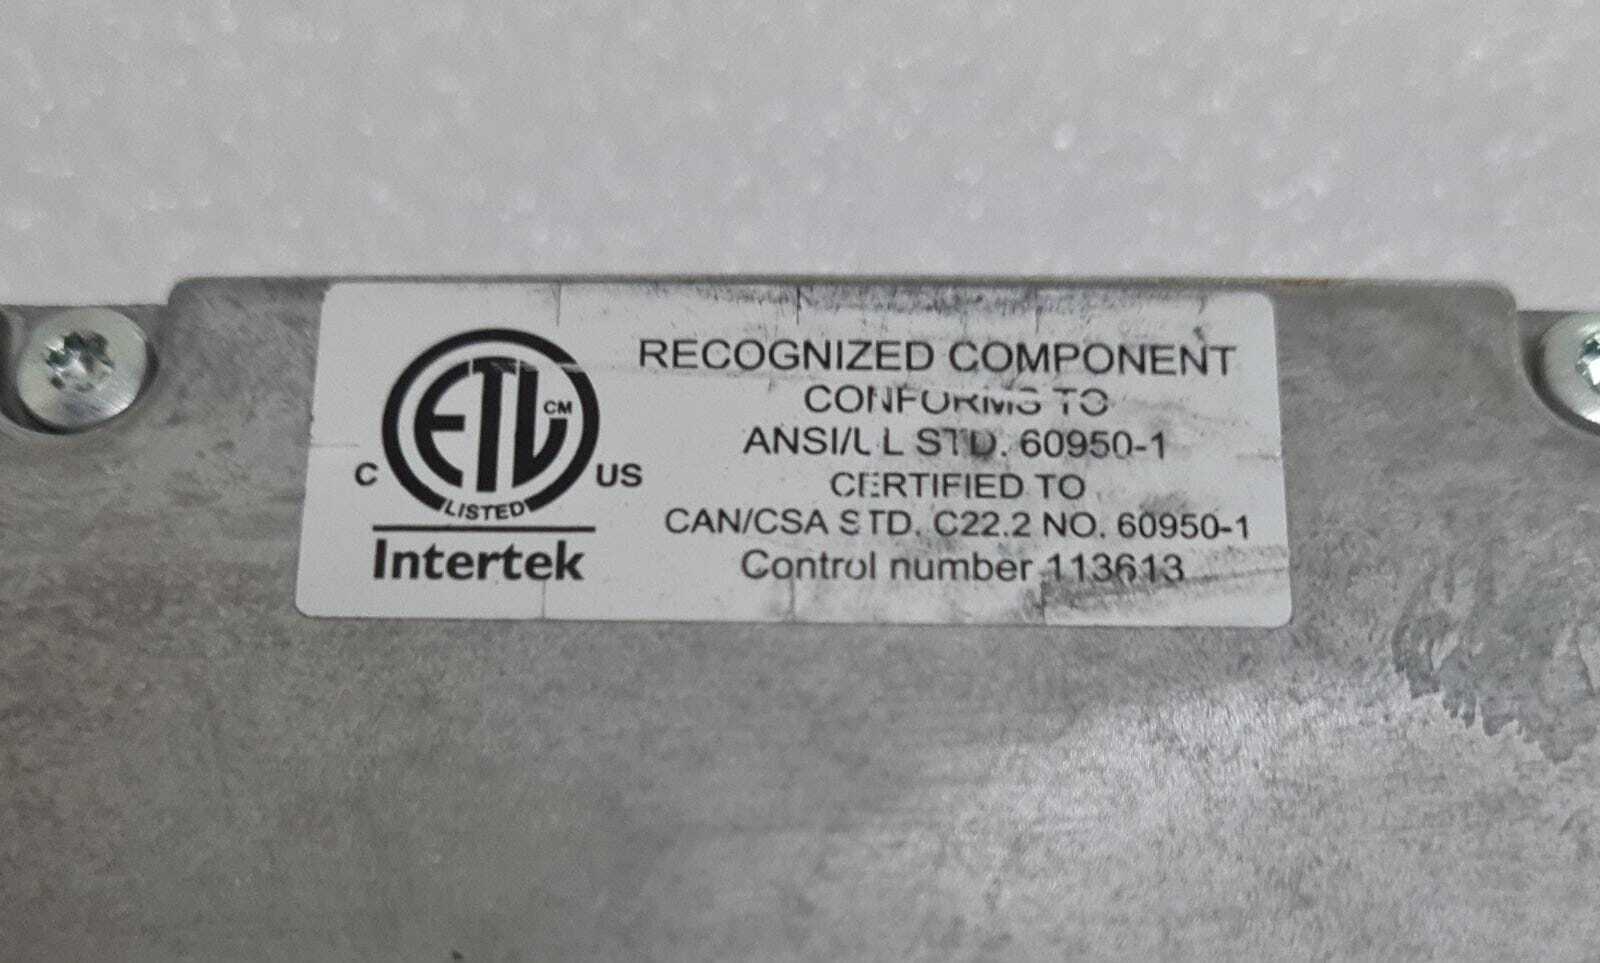 ETL CM
C US
LISTED
Intertek
RECOGNIZED COMPONENT
CONFORMS TO
ANSI/UL STD. 60950-1
CERTIFIED TO
CAN/CSA STD. C22.2 NO. 60950-1
Control number 113613